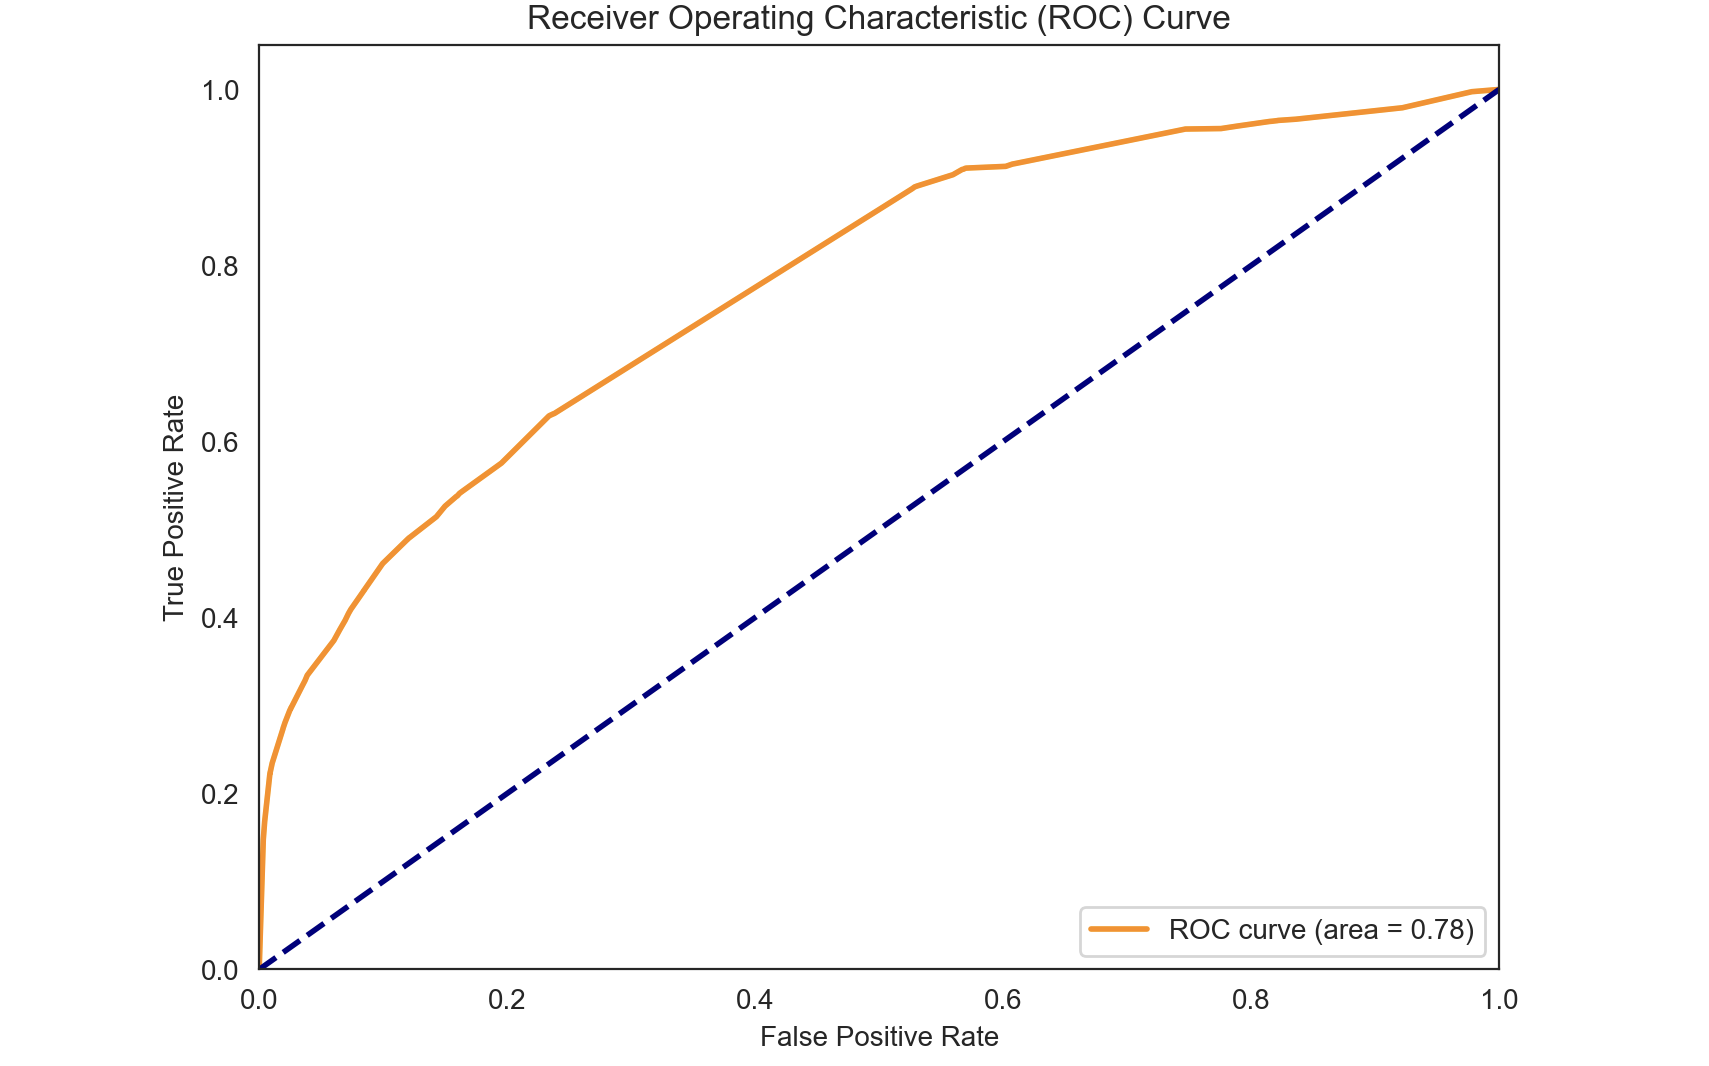 Receiver Operating Characteristic (ROC) Curve
1.0
0.8
0.6
0.4
0.2
0.0
True Positive Rate
ROC curve (area = 0.78)
0.0 0.2 0.4 0.6 0.8 1.0
False Positive Rate